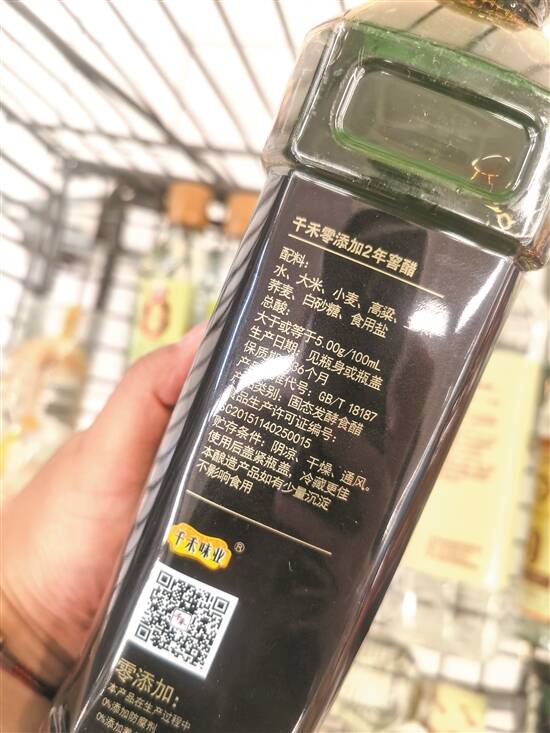 千禾零添加2年窖醋
配料：
水、大米、小麦、高粱、
荞麦、白砂糖、食用盐
总酸：
大于或等于5.00g/100mL
生产日期：见瓶身或瓶盖
保质期：36个月
产品标准代号：GB/T 18187
产品类别：固态发酵食醋
食品生产许可证编号：
SC20151140250015
贮存条件：阴凉、干燥、通风。
使用后盖紧瓶盖，冷藏更佳
本酿造产品如有少量沉淀
不影响食用
千禾味业®
零添加：
本产品在生产过程中
0%添加防腐剂
0%添加